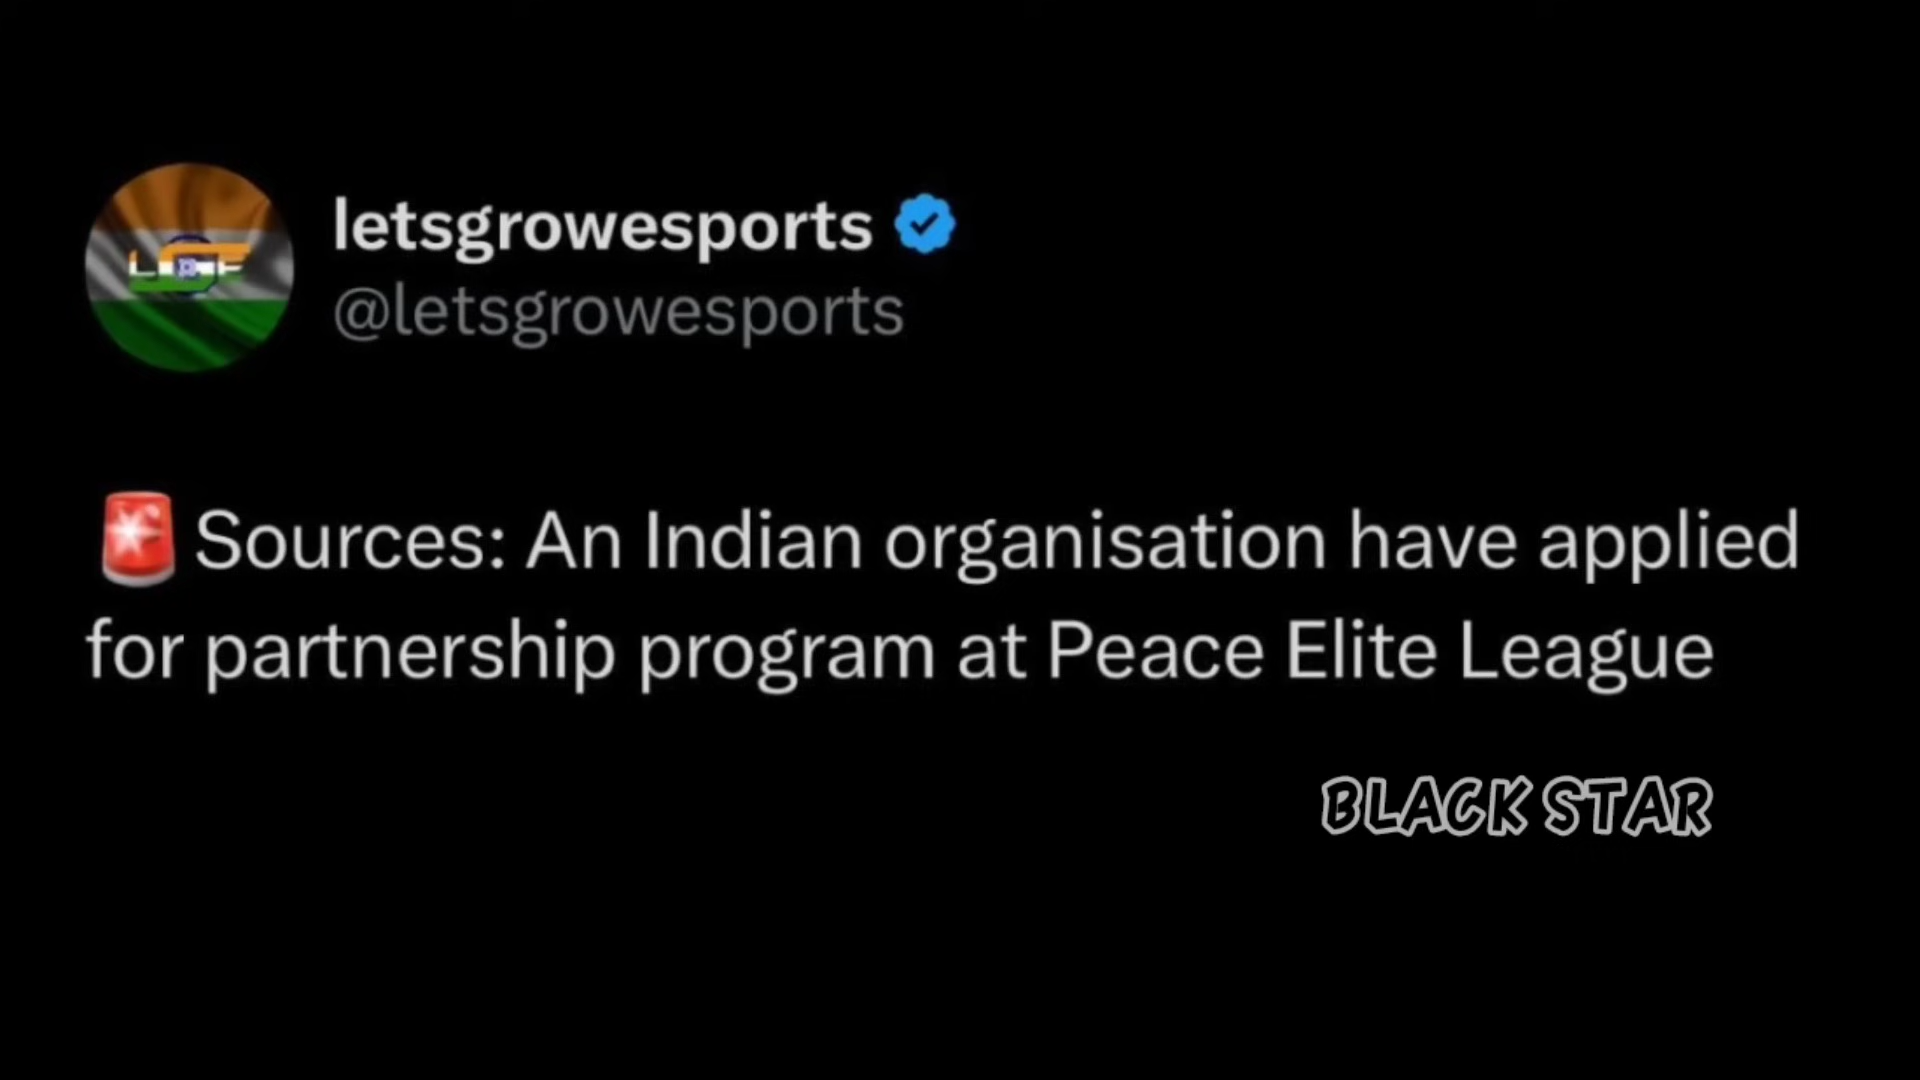 letsgrowesports
@letsgrowesports
🚨 Sources: An Indian organisation have applied
for partnership program at Peace Elite League
BLACK STAR